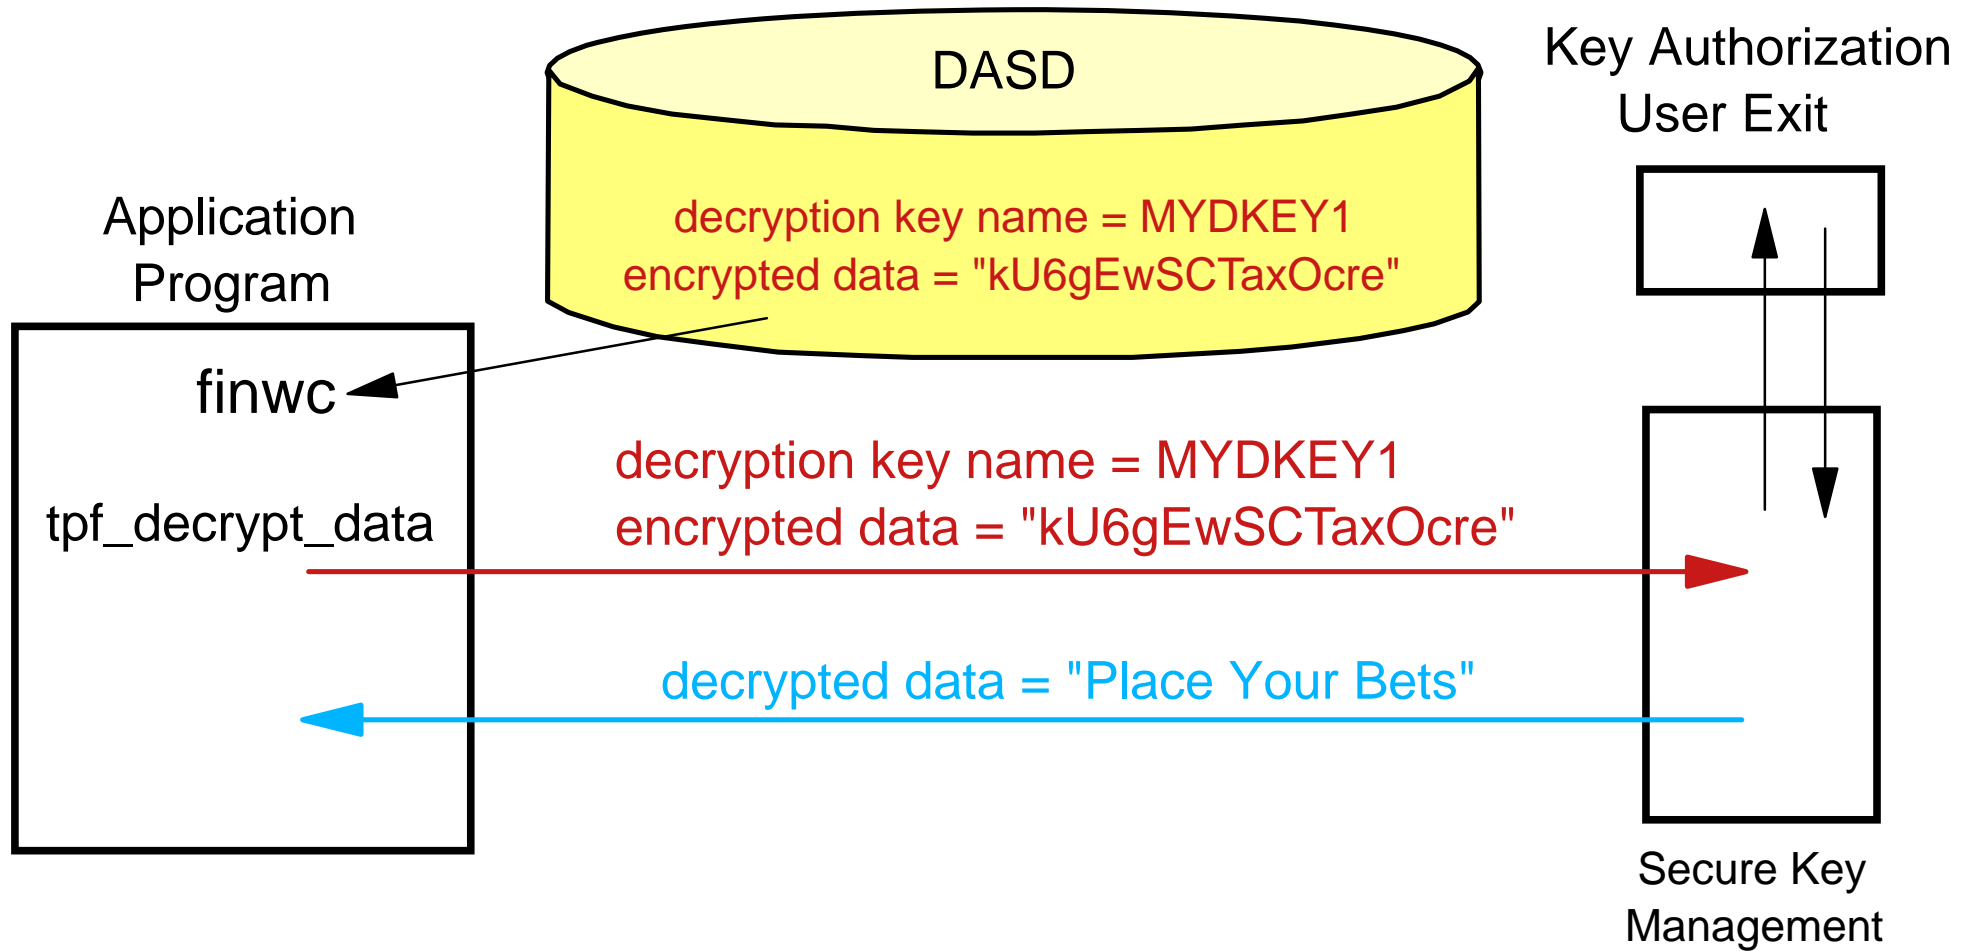 DASD
Key Authorization
User Exit
decryption key name = MYDKEY1
encrypted data = "kU6gEwSCTaxOcre"
Application
Program
finwc
decryption key name = MYDKEY1
encrypted data = "kU6gEwSCTaxOcre"
tpf_decrypt_data
decrypted data = "Place Your Bets"
Secure Key
Management